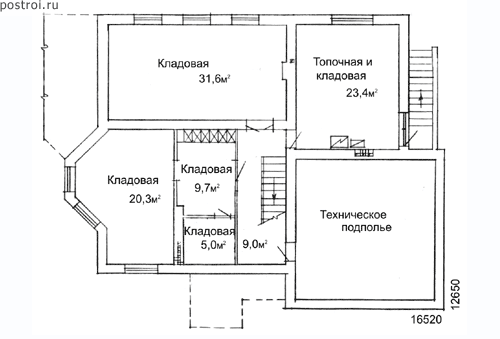 postroi.ru
Кладовая
31,6м²
Топочная и
кладовая
23,4м²
Кладовая
20,3м²
Кладовая
9,7м²
Кладовая
5,0м²
9,0м²
Техническое
подполье
16520
12650